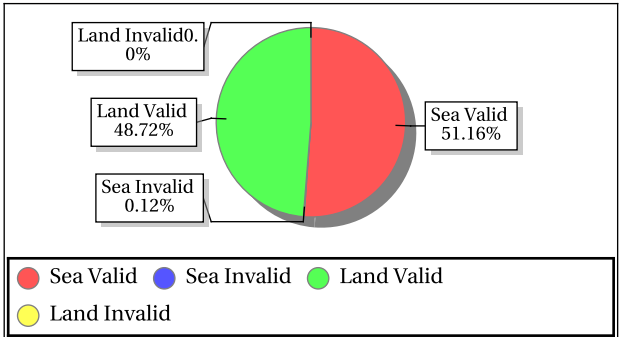 Land Invalid0.
0%
Land Valid
48.72%
Sea Valid
51.16%
Sea Invalid
0.12%
Sea Valid
Sea Invalid
Land Valid
Land Invalid